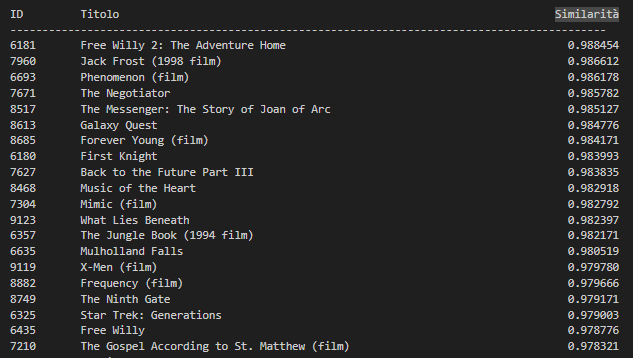 ID Titolo Similarità
--------------------------------------------------------------------------------------------
6181 Free Willy 2: The Adventure Home 0.988454
7960 Jack Frost (1998 film) 0.986612
6693 Phenomenon (film) 0.986178
7671 The Negotiator 0.985782
8517 The Messenger: The Story of Joan of Arc 0.985127
8613 Galaxy Quest 0.984776
8685 Forever Young (film) 0.984171
6180 First Knight 0.983993
7627 Back to the Future Part III 0.983835
8468 Music of the Heart 0.982918
7304 Mimic (film) 0.982792
9123 What Lies Beneath 0.982397
6357 The Jungle Book (1994 film) 0.982171
6635 Mulholland Falls 0.980519
9119 X-Men (film) 0.979780
8882 Frequency (film) 0.979666
8749 The Ninth Gate 0.979171
6325 Star Trek: Generations 0.979003
6435 Free Willy 0.978776
7210 The Gospel According to St. Matthew (film) 0.978321